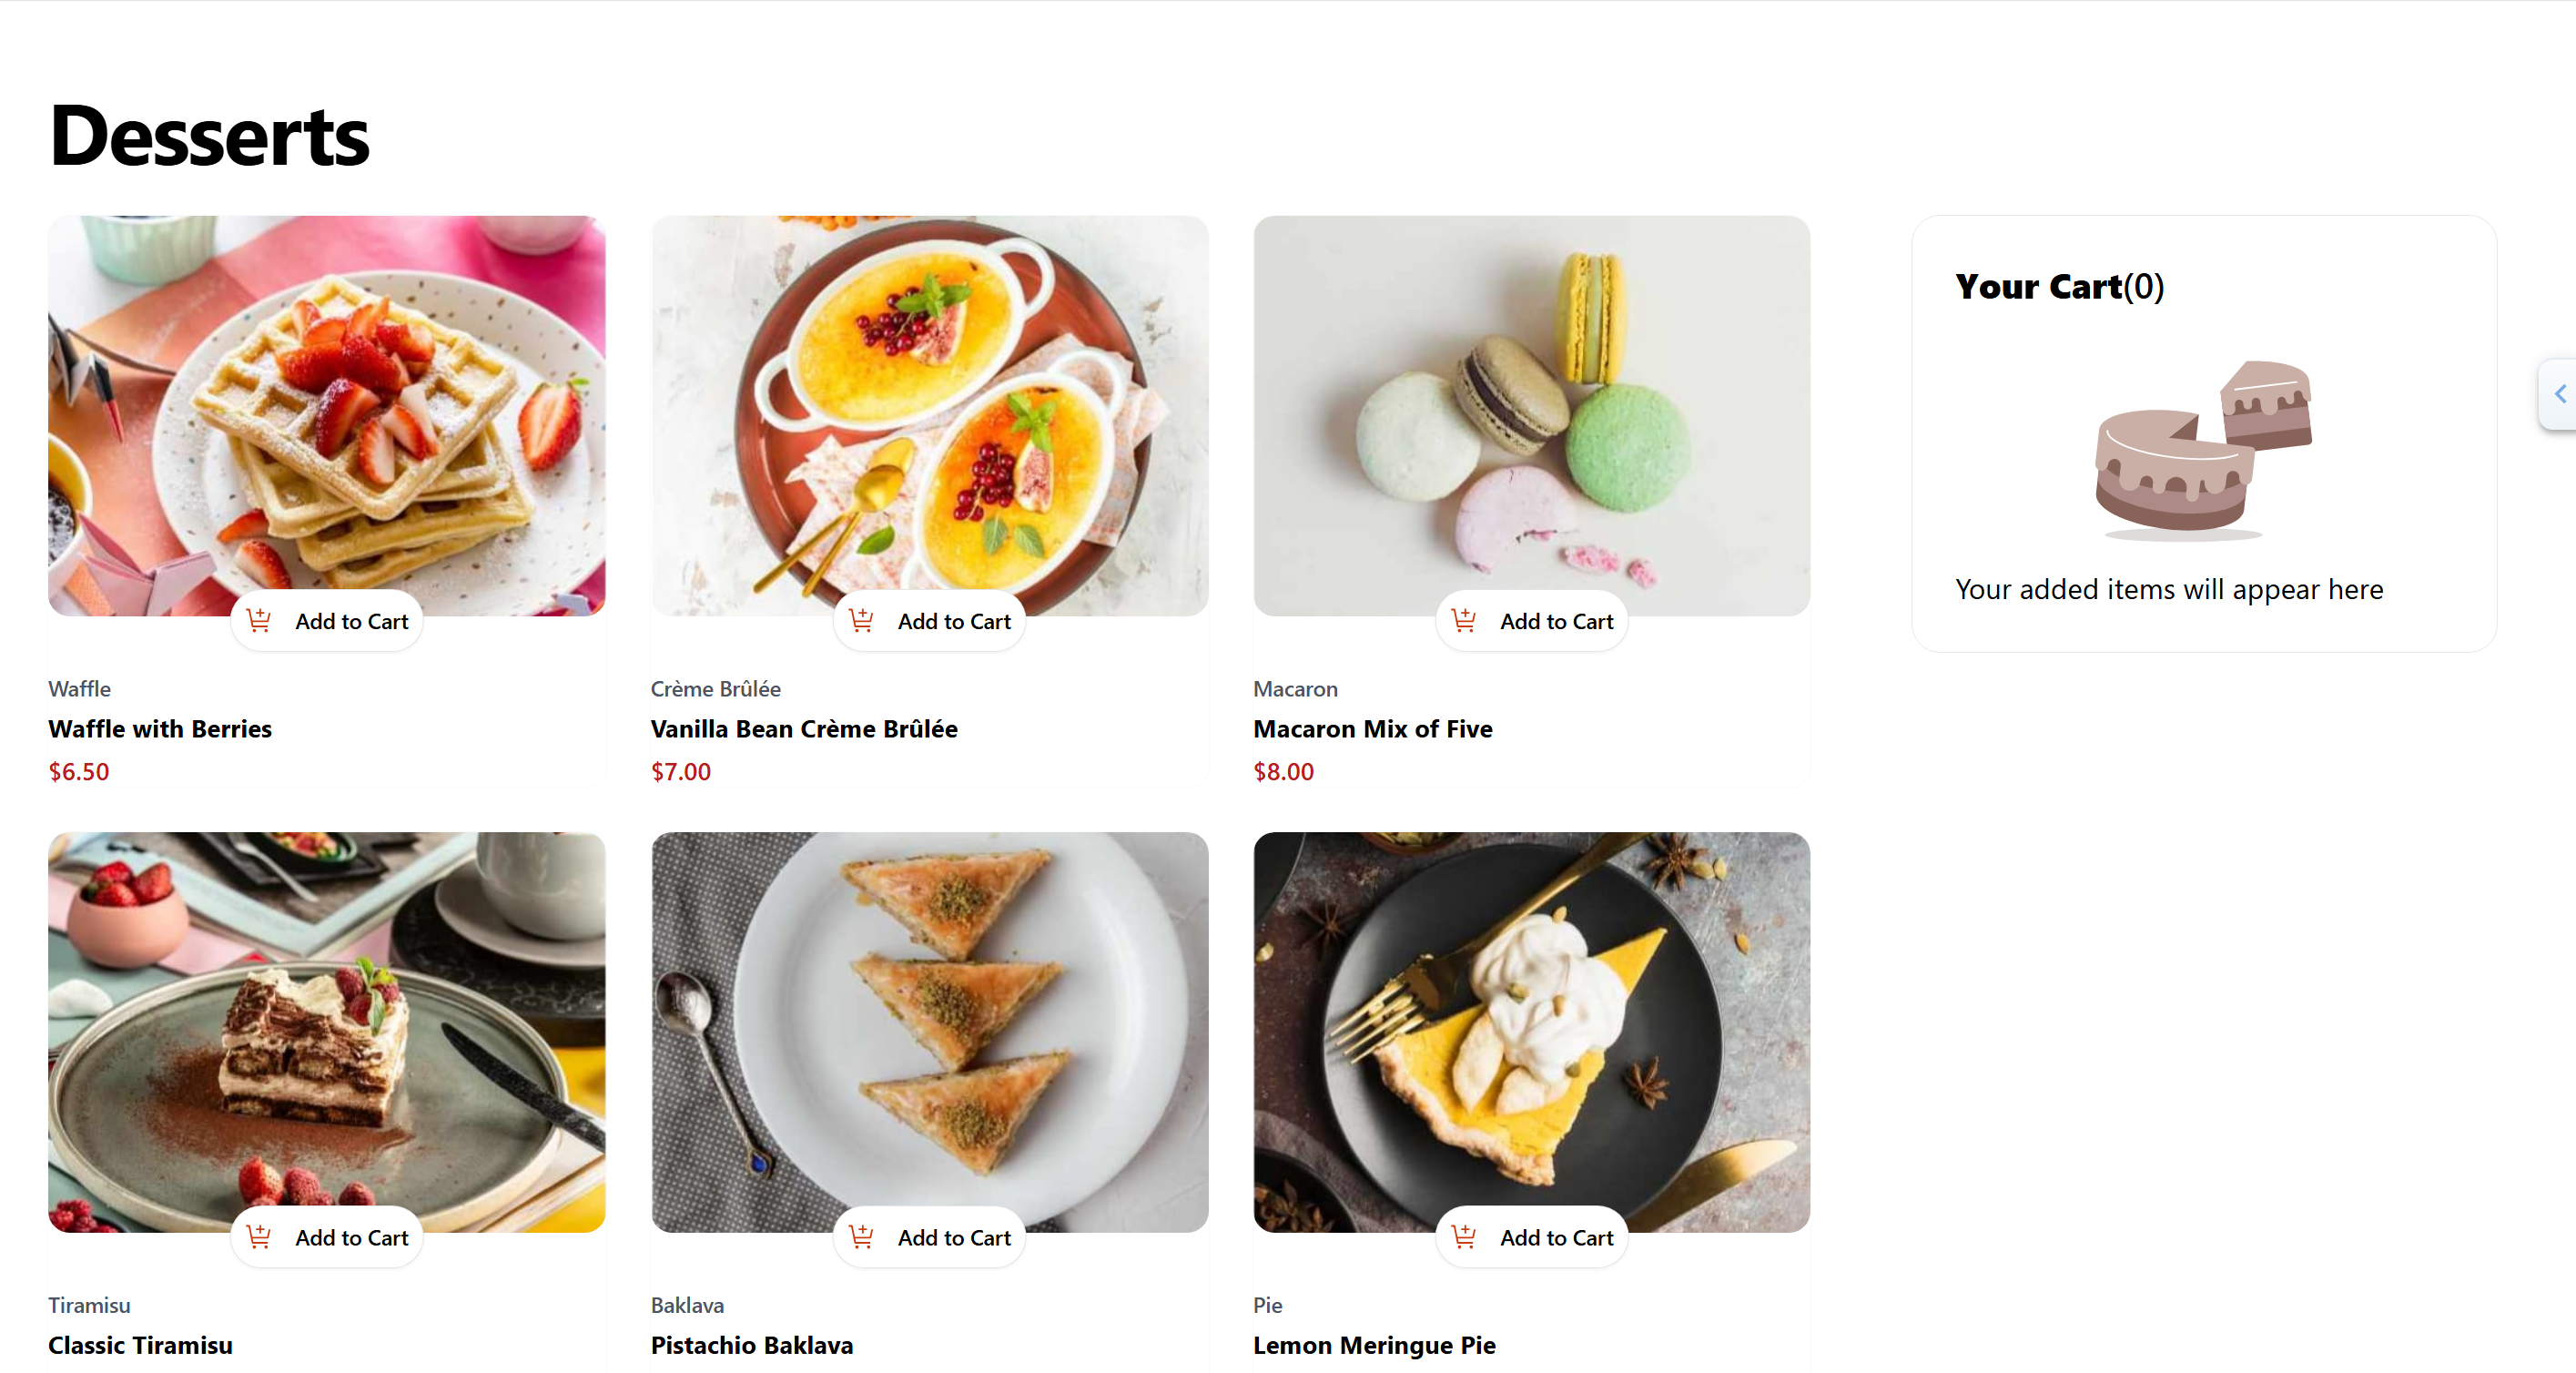 Desserts
Your Cart(0)
Your added items will appear here
Add to Cart
Add to Cart
Add to Cart
Waffle
Crème Brûlée
Macaron
Waffle with Berries
Vanilla Bean Crème Brûlée
Macaron Mix of Five
$6.50
$7.00
$8.00
Add to Cart
Add to Cart
Add to Cart
Tiramisu
Baklava
Pie
Classic Tiramisu
Pistachio Baklava
Lemon Meringue Pie